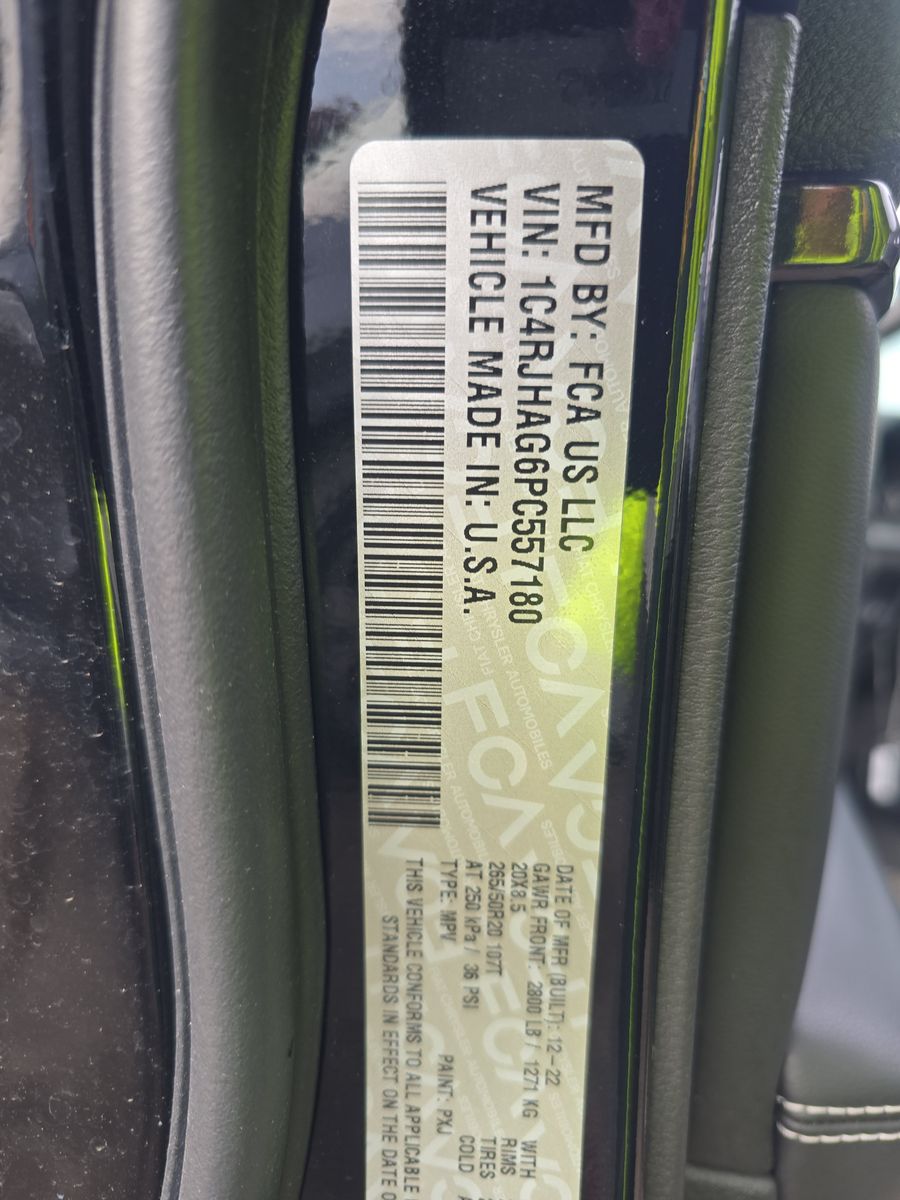 MFD BY: FCA US LLC
VIN: 1C4RJHAG6PC557180
VEHICLE MADE IN: U.S.A.
DATE OF MFR (BUILT): 12-22
GAWR FRONT: 2800 LB / 1271 KG WITH
20X8.5 RIMS
265/50R20 107T TIRES
AT 250 kPa / 36 PSI COLD
TYPE: MPV PAINT: PXJ
THIS VEHICLE CONFORMS TO ALL APPLICABLE
STANDARDS IN EFFECT ON THE DATE